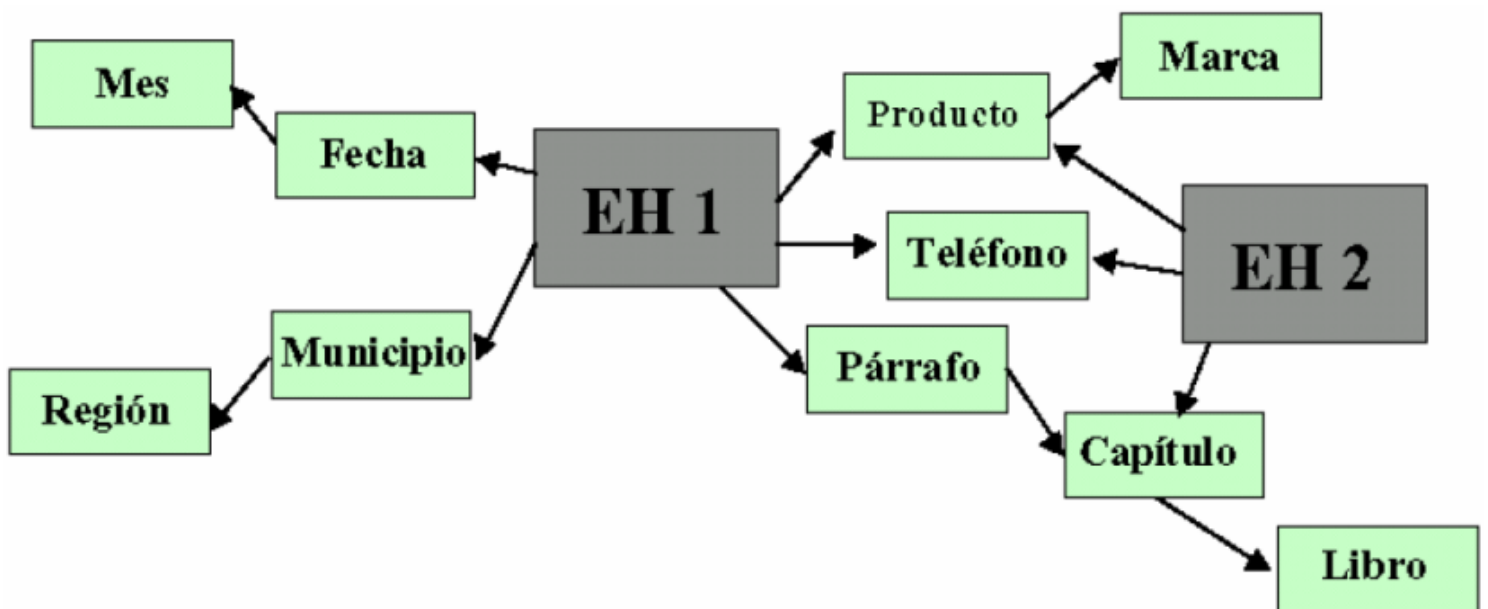 Marca
Mes
Producto
Fecha
EH 1
Teléfono
EH 2
Municipio
Párrafo
Región
Capítulo
Libro